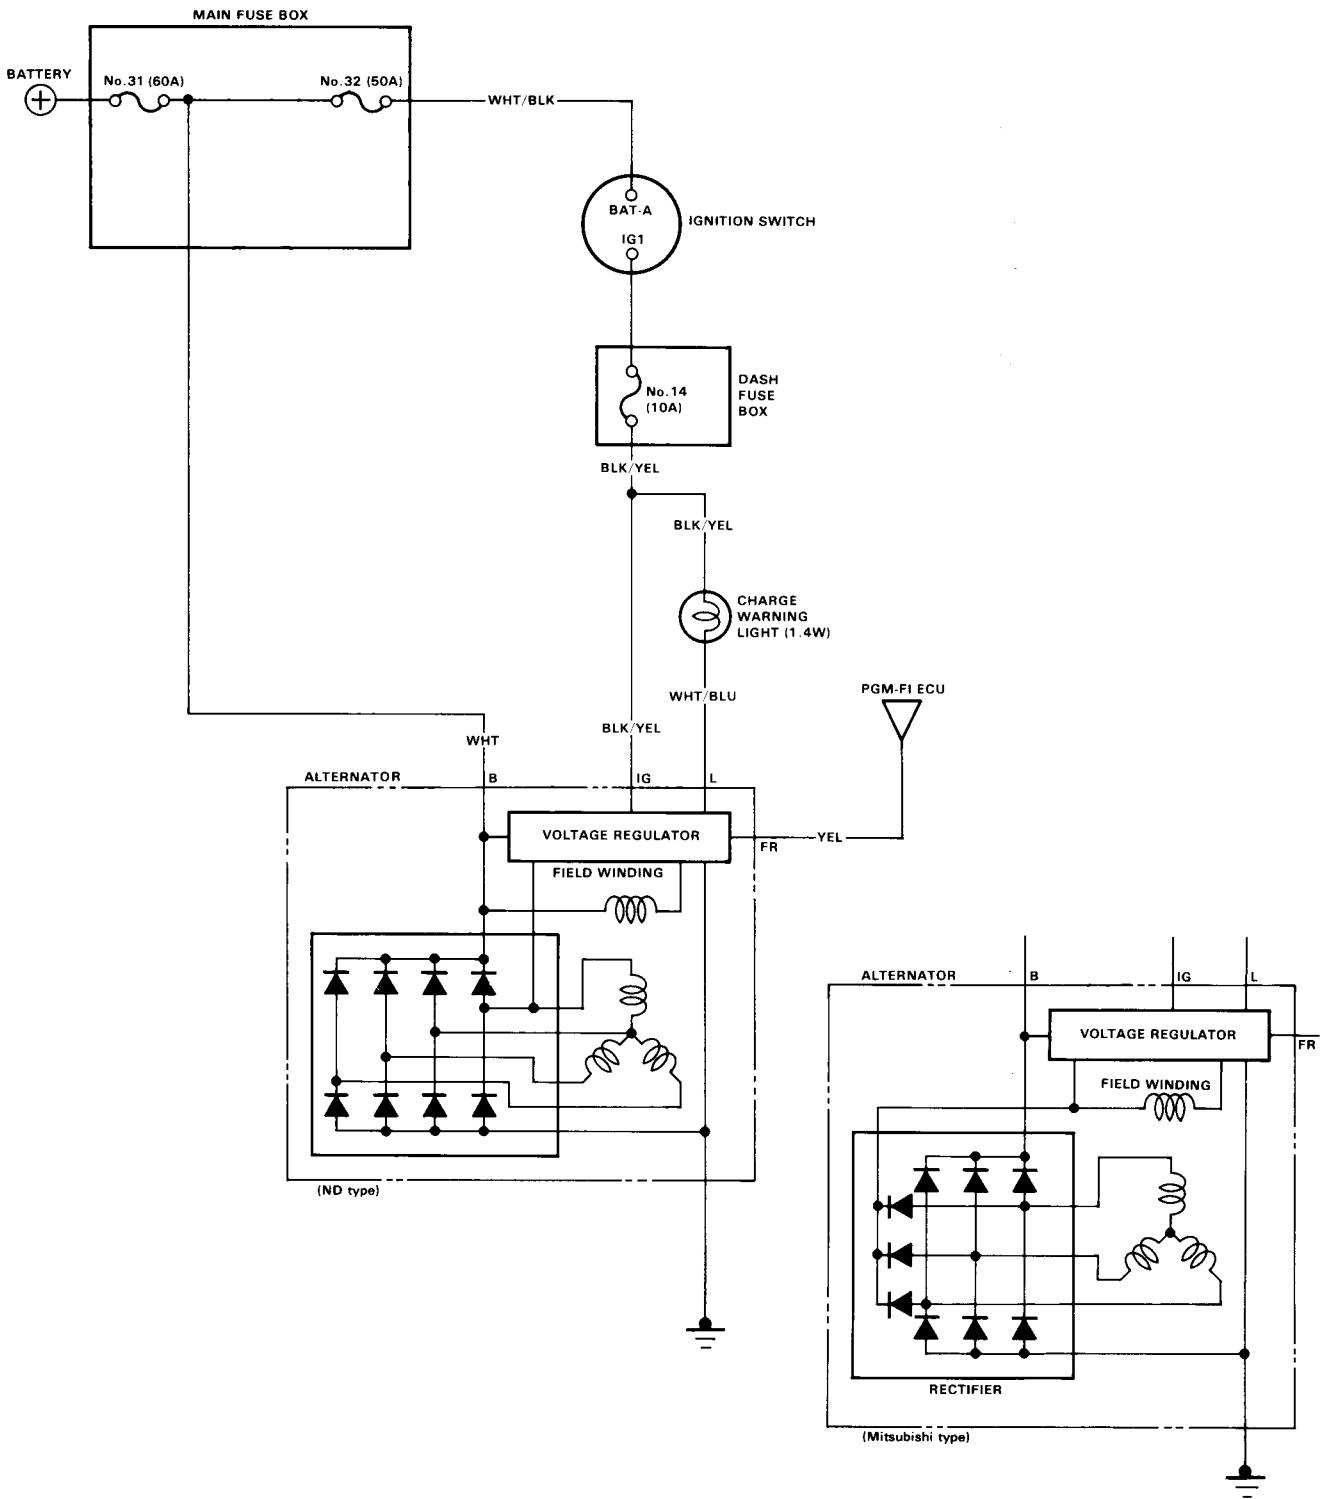 MAIN FUSE BOX
BATTERY
No.31 (60A)
No.32 (50A)
WHT/BLK
BAT-A
IGNITION SWITCH
IG1
No.14
(10A)
DASH
FUSE
BOX
BLK/YEL
BLK/YEL
CHARGE
WARNING
LIGHT (1.4W)
WHT/BLU
PGM-FI ECU
BLK/YEL
WHT
ALTERNATOR
B
IG
L
VOLTAGE REGULATOR
YEL
FR
FIELD WINDING
(ND type)
ALTERNATOR
B
IG
L
VOLTAGE REGULATOR
FR
FIELD WINDING
RECTIFIER
(Mitsubishi type)